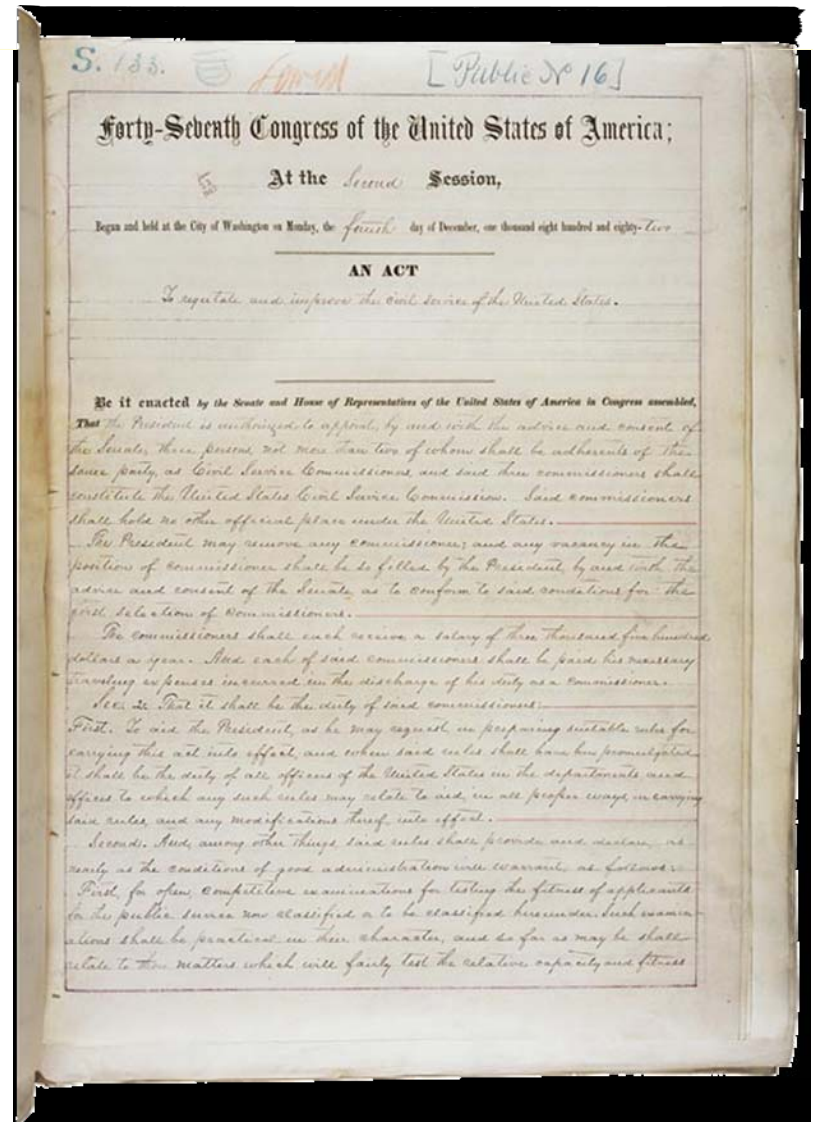 S. 133.
[Public No 16]
Forty-Seventh Congress of the United States of America;
At the Second Session,
Began and held at the City of Washington on Monday, the fourth day of December, one thousand eight hundred and eighty-two
AN ACT
To regulate and improve the civil service of the United States.
Be it enacted by the Senate and House of Representatives of the United States of America in Congress assembled,
That the President is authorized to appoint, by and with the advice and consent of
the Senate, three persons, not more than two of whom shall be adherents of the
same party, as Civil Service Commissioners, and said three commissioners shall
constitute the United States Civil Service Commission. Said commissioners
shall hold no other official place under the United States.
The President may remove any commissioner; and any vacancy in the
position of commissioner shall be so filled by the President, by and with the
advice and consent of the Senate, as to conform to said conditions for the
first selection of commissioners.
The commissioners shall each receive a salary of three thousand five hundred
dollars a year. And each of said commissioners shall be paid his necessary
traveling expenses incurred in the discharge of his duty as a commissioner.
Sec. 2. That it shall be the duty of said commissioners:
First. To aid the President, as he may request, in preparing suitable rules for
carrying this act into effect, and when said rules shall have been promulgated
it shall be the duty of all officers of the United States in the departments and
offices to which any such rules may relate to aid, in all proper ways, in carrying
said rules, and any modifications thereof, into effect.
Second. And, among other things, said rules shall provide and declare, as
nearly as the conditions of good administration will warrant, as follows:
First, for open, competitive examinations for testing the fitness of applicants
for the public service now classified or to be classified hereunder. Such examin-
ations shall be practical in their character, and so far as may be shall
relate to those matters which will fairly test the relative capacity and fitness